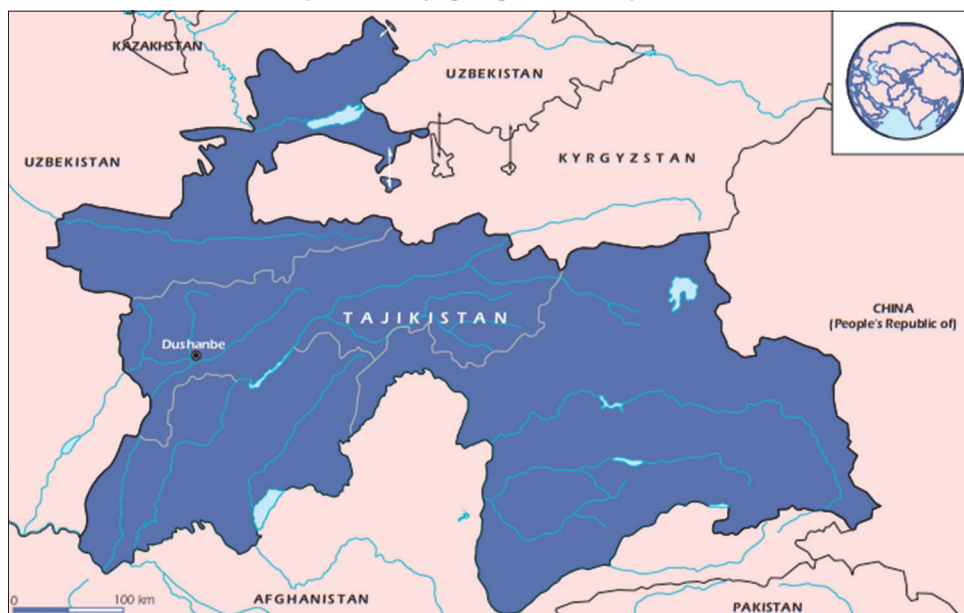 KAZAKHSTAN
UZBEKISTAN
UZBEKISTAN
KYRGYZSTAN
TAJIKISTAN
CHINA
(People's Republic of)
Dushanbe
0 100 km
AFGHANISTAN
PAKISTAN